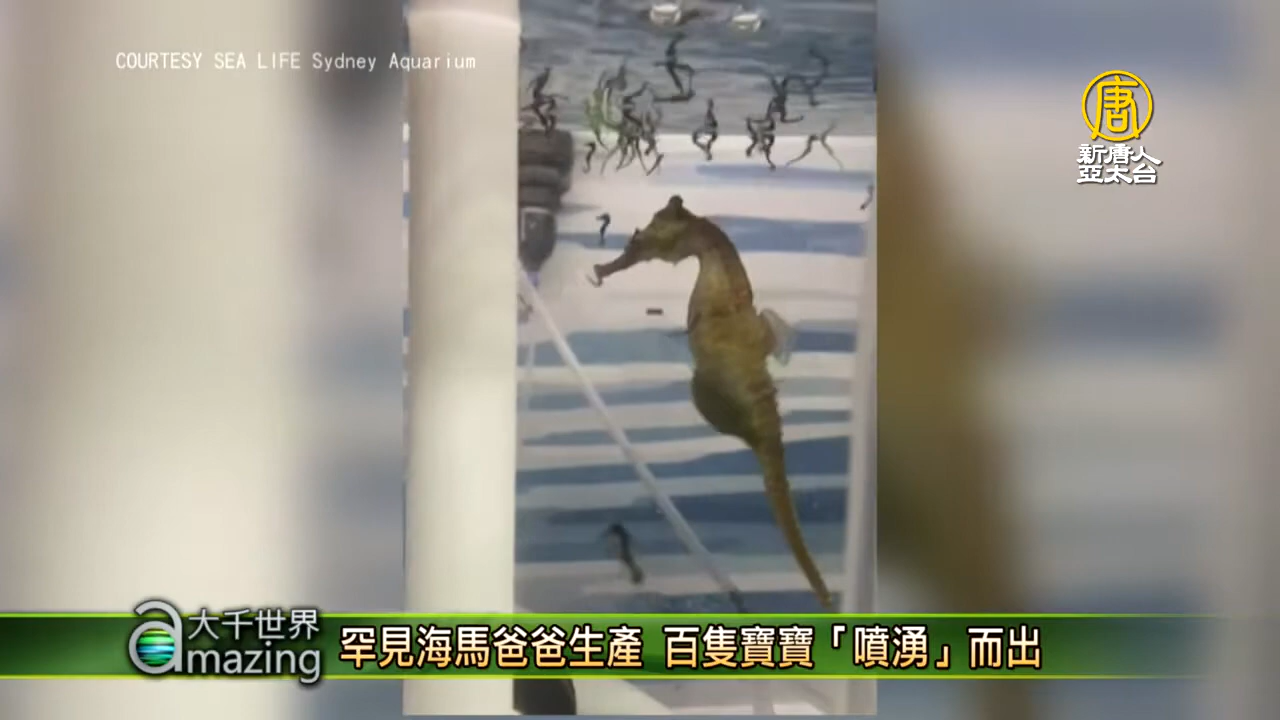 COURTESY SEA LIFE Sydney Aquarium
唐
新唐人
亞太台
大千世界
amazing
罕見海馬爸爸生產 百隻寶寶「噴湧」而出